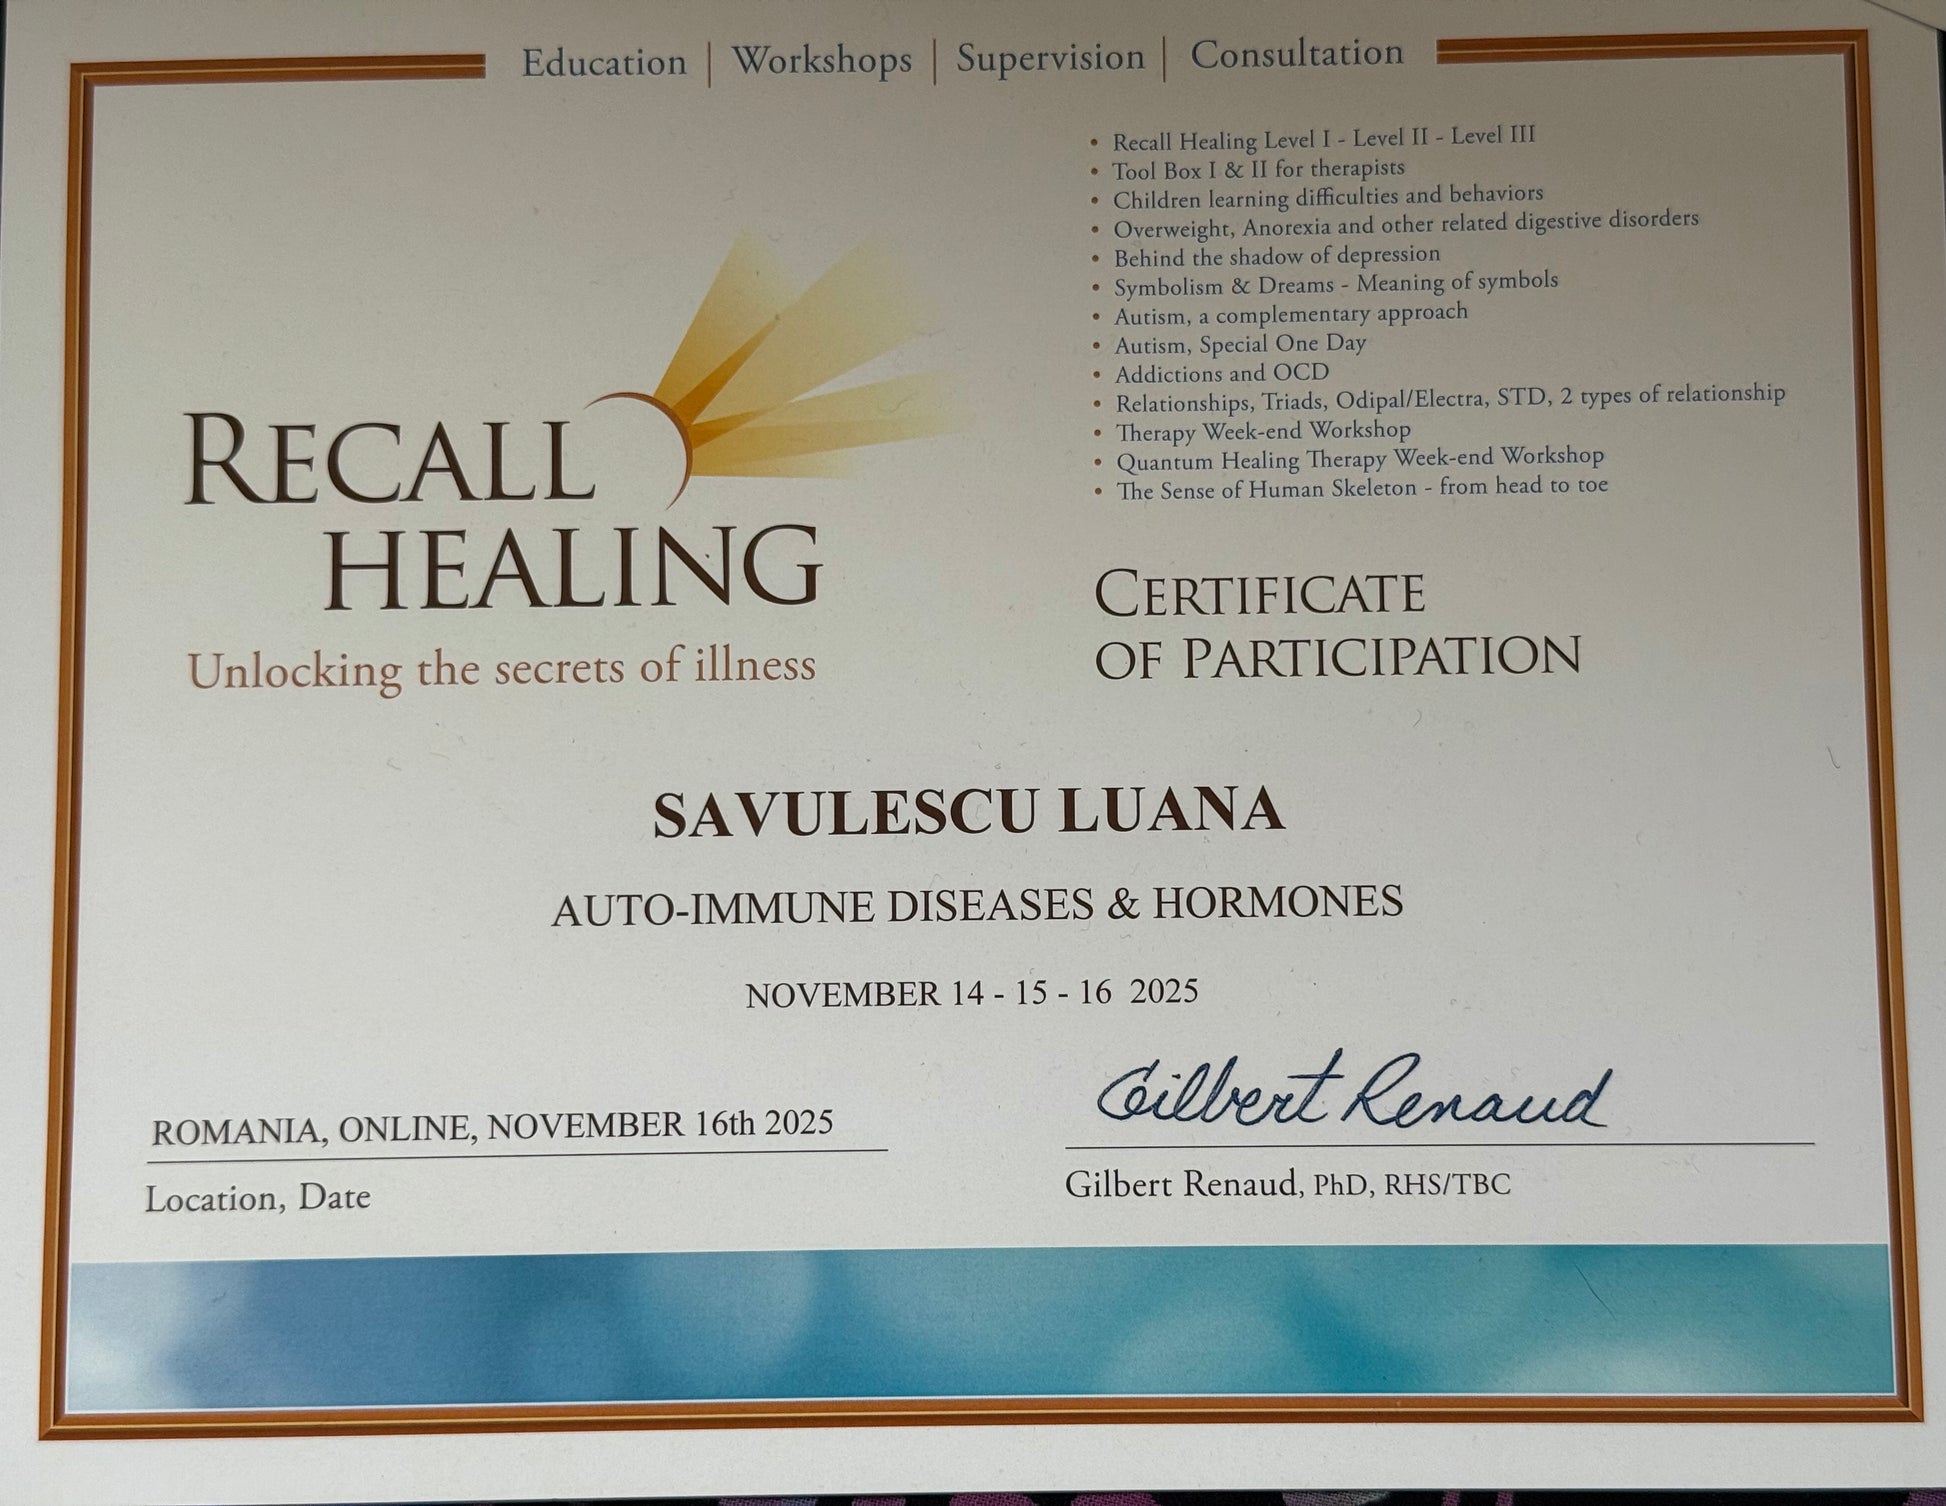 Education | Workshops | Supervision | Consultation
• Recall Healing Level I - Level II - Level III
• Tool Box I & II for therapists
• Children learning difficulties and behaviors
• Overweight, Anorexia and other related digestive disorders
• Behind the shadow of depression
• Symbolism & Dreams - Meaning of symbols
• Autism, a complementary approach
• Autism, Special One Day
• Addictions and OCD
• Relationships, Triads, Odipal/Electra, STD, 2 types of relationship
• Therapy Week-end Workshop
• Quantum Healing Therapy Week-end Workshop
• The Sense of Human Skeleton - from head to toe
RECALL
HEALING
Unlocking the secrets of illness
CERTIFICATE
OF PARTICIPATION
SAVULESCU LUANA
AUTO-IMMUNE DISEASES & HORMONES
NOVEMBER 14 - 15 - 16 2025
ROMANIA, ONLINE, NOVEMBER 16th 2025
Location, Date
Gilbert Renaud
Gilbert Renaud, PhD, RHS/TBC